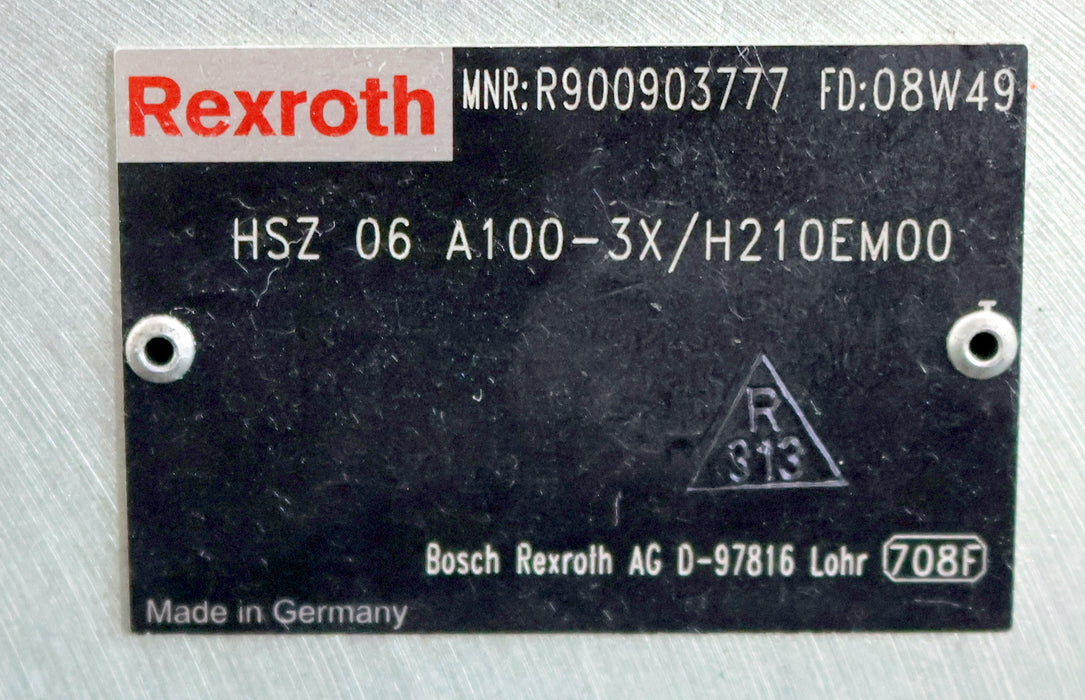 Rexroth MNR:R900903777 FD:08W49
HSZ 06 A100-3X/H210EM00
R
313
Bosch Rexroth AG D-97816 Lohr 708F
Made in Germany